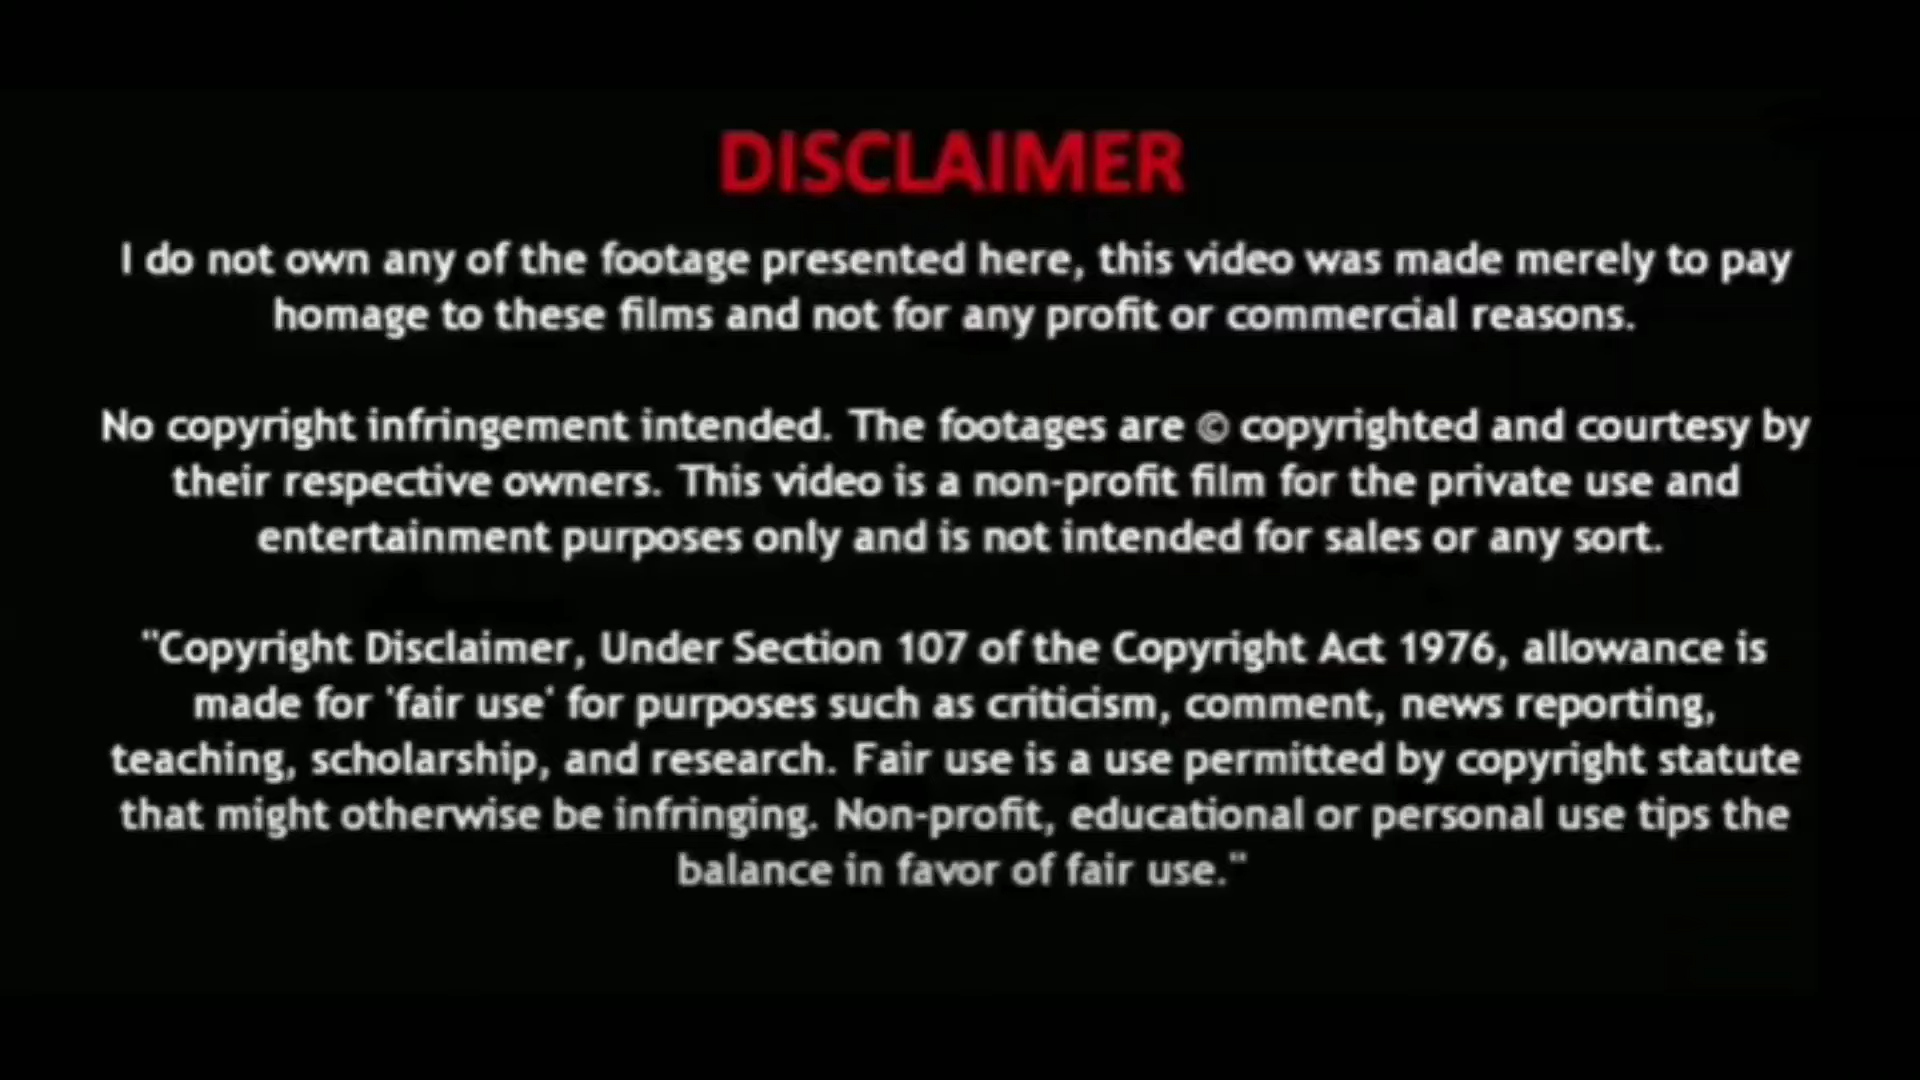 DISCLAIMER
I do not own any of the footage presented here, this video was made merely to pay
homage to these films and not for any profit or commercial reasons.
No copyright infringement intended. The footages are © copyrighted and courtesy by
their respective owners. This video is a non-profit film for the private use and
entertainment purposes only and is not intended for sales or any sort.
"Copyright Disclaimer, Under Section 107 of the Copyright Act 1976, allowance is
made for 'fair use' for purposes such as criticism, comment, news reporting,
teaching, scholarship, and research. Fair use is a use permitted by copyright statute
that might otherwise be infringing. Non-profit, educational or personal use tips the
balance in favor of fair use."